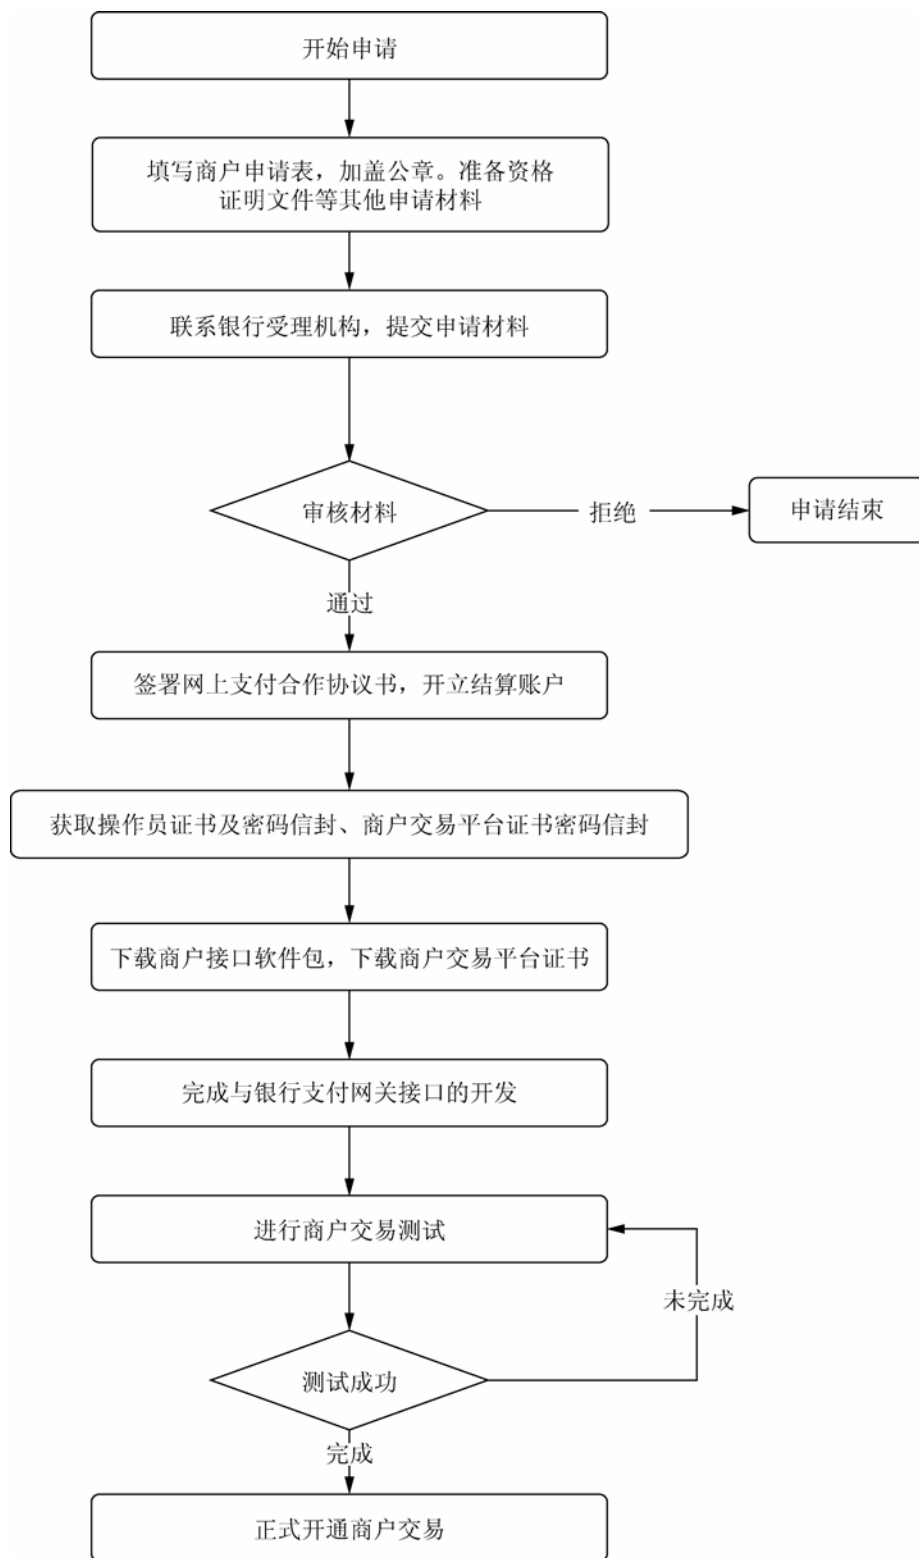 开始申请
填写商户申请表，加盖公章。准备资格
证明文件等其他申请材料
联系银行受理机构，提交申请材料
审核材料
拒绝
申请结束
通过
签署网上支付合作协议书，开立结算账户
获取操作员证书及密码信封、商户交易平台证书密码信封
下载商户接口软件包，下载商户交易平台证书
完成与银行支付网关接口的开发
进行商户交易测试
未完成
测试成功
完成
正式开通商户交易